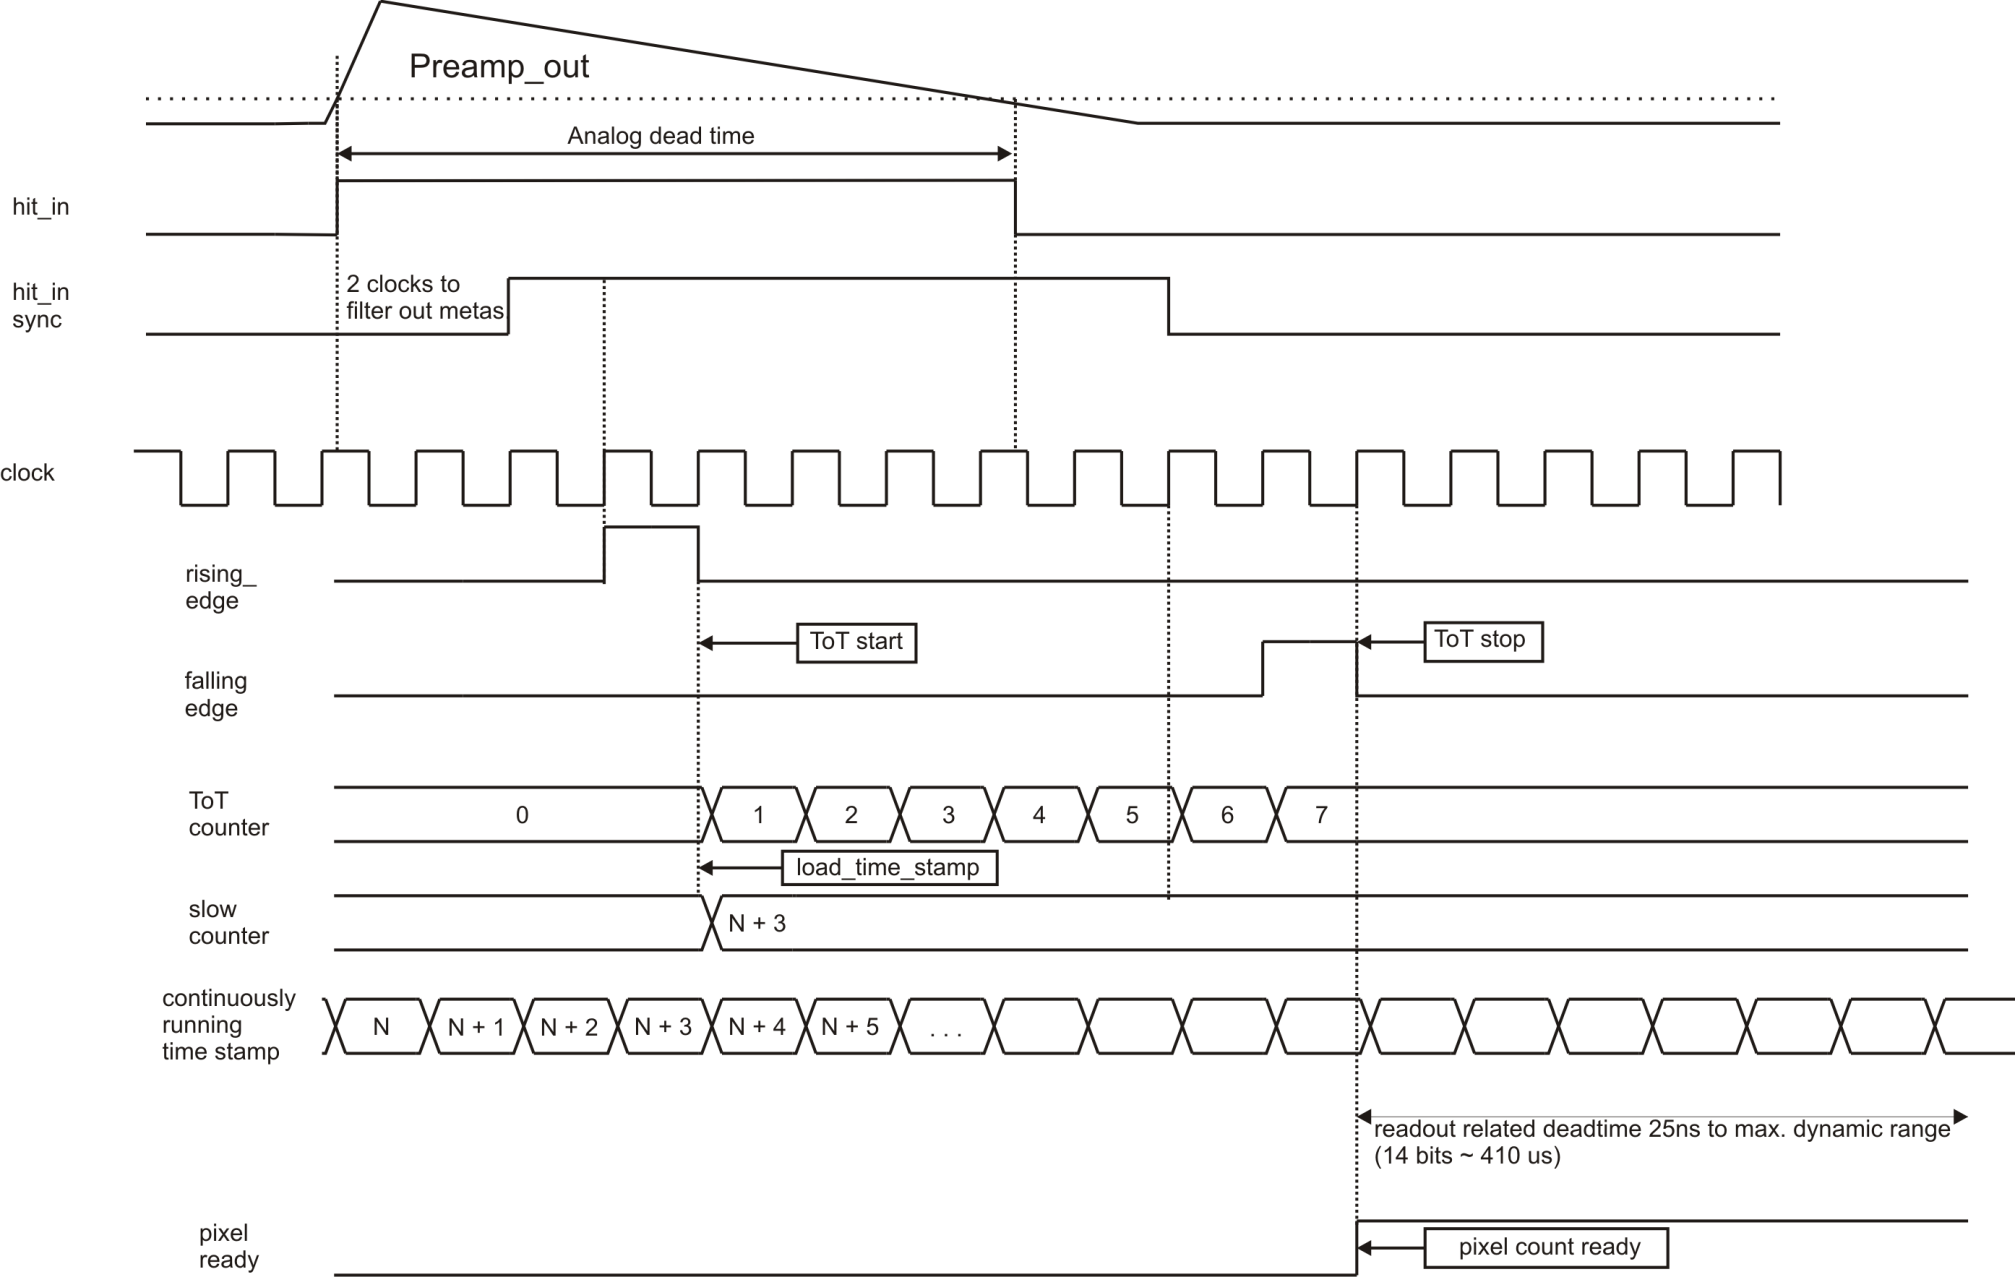 Preamp_out
Analog dead time
hit_in
hit_in
sync
2 clocks to
filter out metas
clock
rising_
edge
ToT start
ToT stop
falling
edge
ToT
counter
0 1 2 3 4 5 6 7
load_time_stamp
slow
counter
N + 3
continuously
running
time stamp
N N + 1 N + 2 N + 3 N + 4 N + 5 . . .
readout related deadtime 25ns to max. dynamic range
(14 bits ~ 410 us)
pixel
ready
pixel count ready